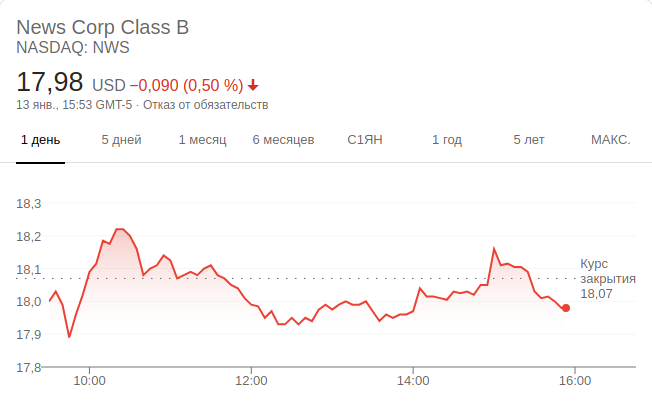 News Corp Class B
NASDAQ: NWS
17,98 USD −0,090 (0,50 %)
13 янв., 15:53 GMT-5 · Отказ от обязательств
1 день 5 дней 1 месяц 6 месяцев С1ЯН 1 год 5 лет МАКС.
18,3
18,2
18,1
18,0
17,9
17,8
Курс
закрытия
18,07
10:00 12:00 14:00 16:00